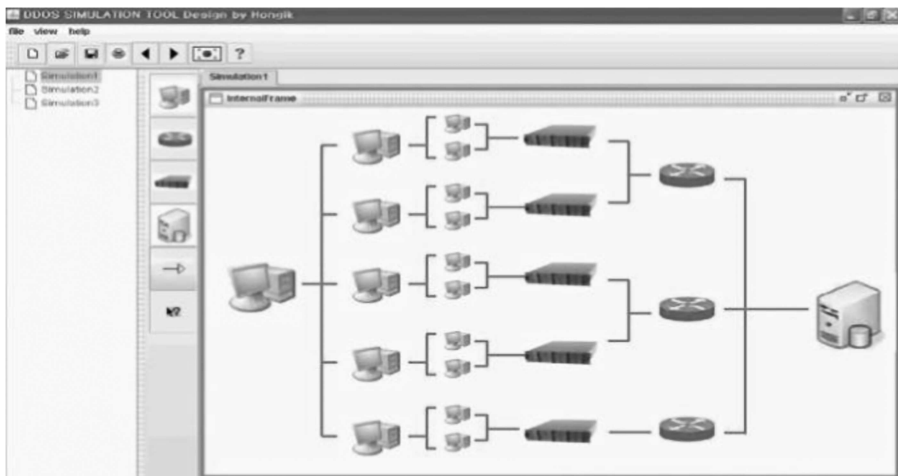 DDOS SIMULATION TOOL Design by Hongik
file view help
Simulation1
Simulation2
Simulation3
Simulation1
InternalFrame